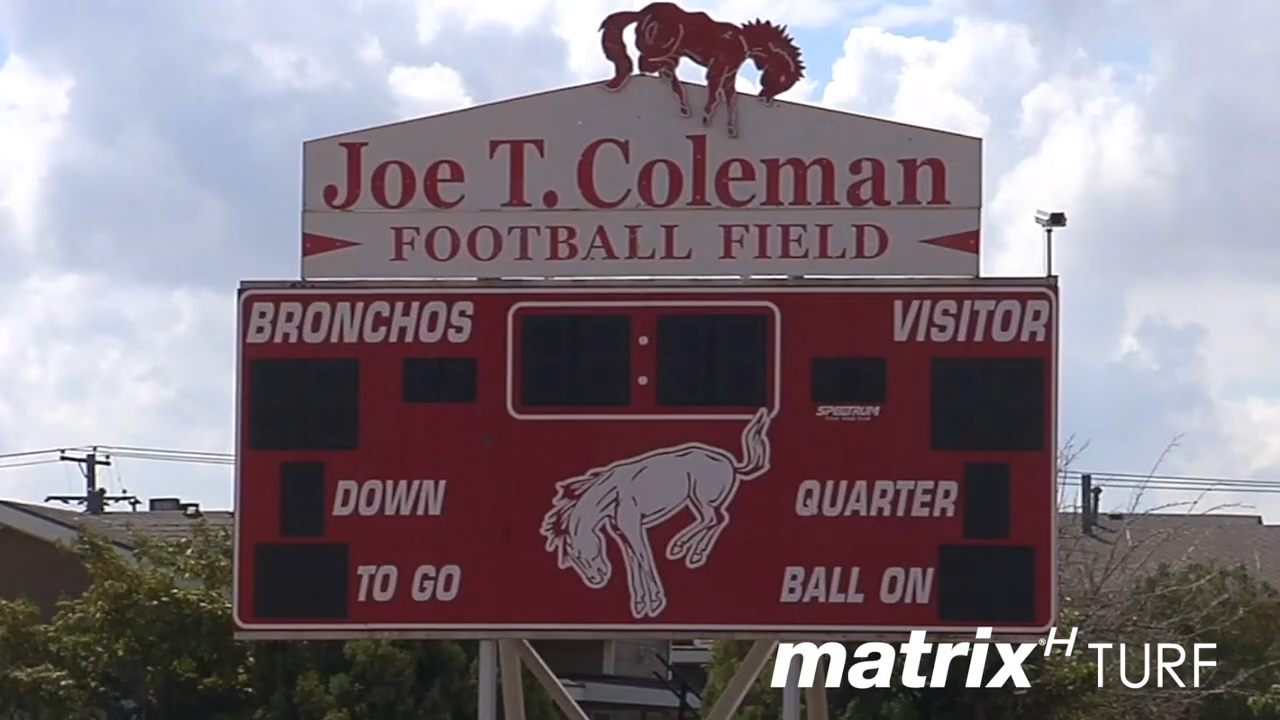 Joe T. Coleman
FOOTBALL FIELD
BRONCHOS
VISITOR
SPECTRUM
DOWN
QUARTER
TO GO
BALL ON
matrix®H TURF